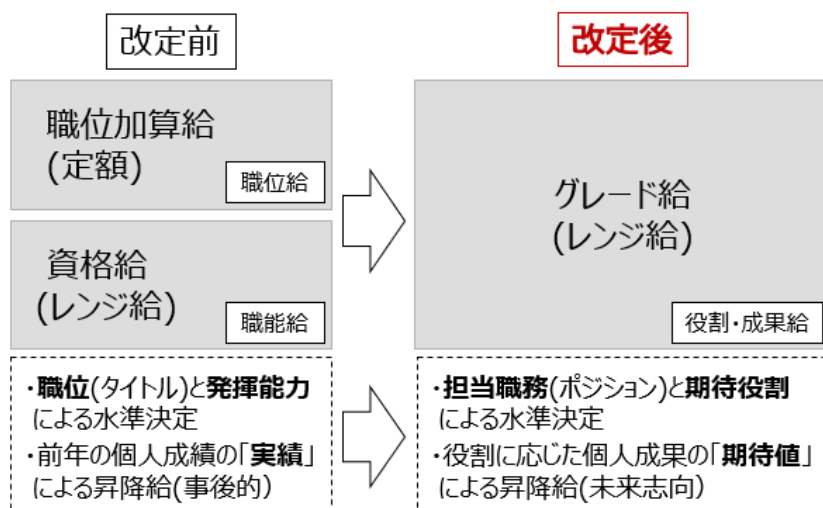 改定前
職位加算給
(定額)
職位給
資格給
(レンジ給)
職能給
・職位(タイトル)と発揮能力
による水準決定
・前年の個人成績の「実績」
による昇降給(事後的)
改定後
グレード給
(レンジ給)
役割・成果給
・担当職務(ポジション)と期待役割
による水準決定
・役割に応じた個人成果の「期待値」
による昇降給(未来志向)